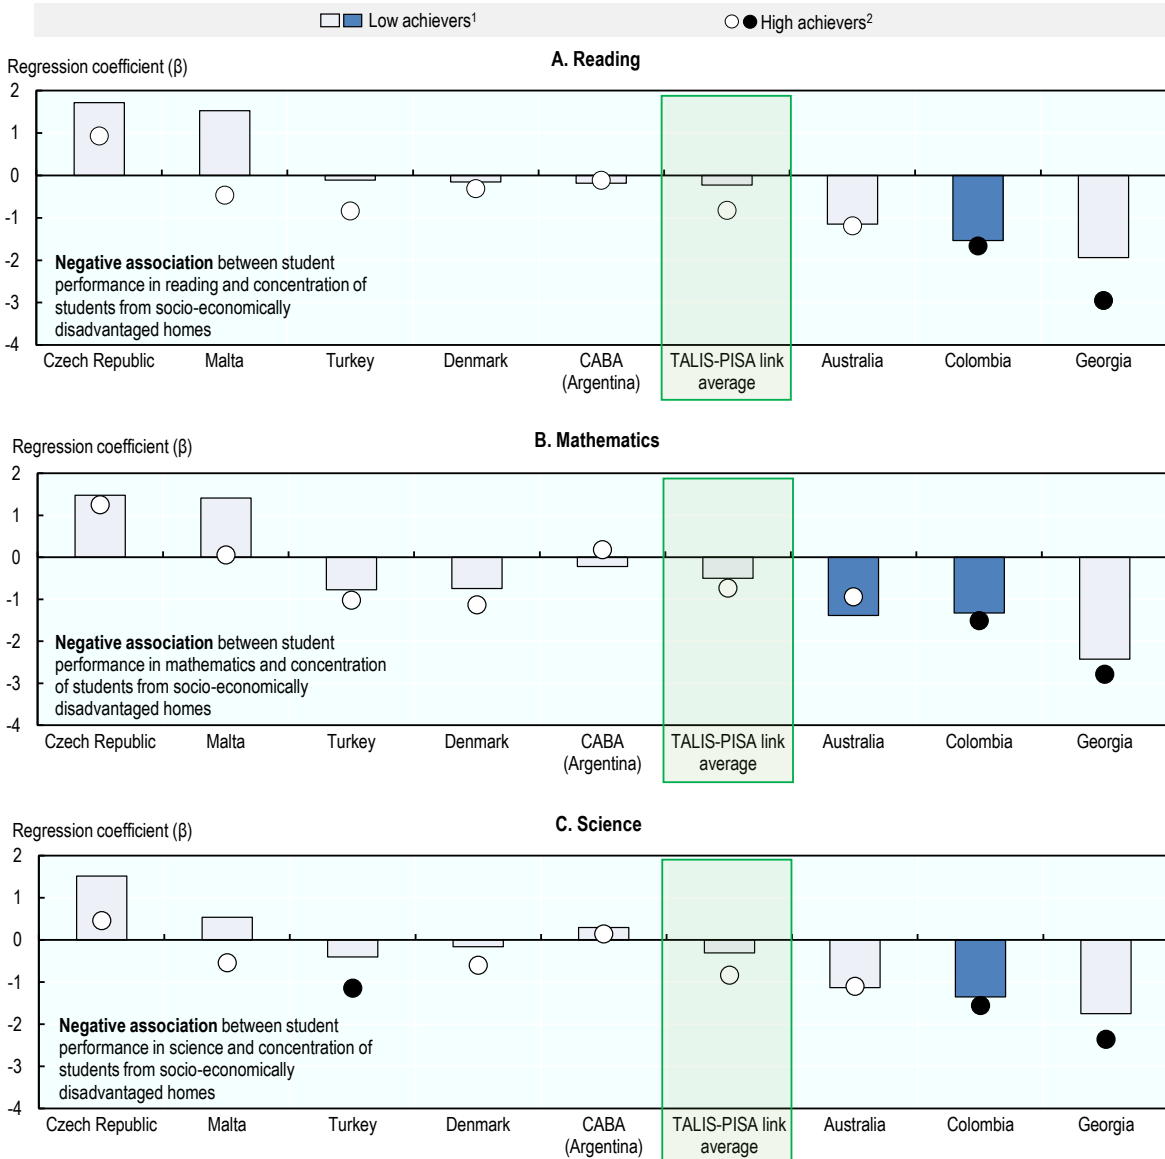 Low achievers¹ High achievers²
A. Reading
Regression coefficient (β)
2
1
0
-1
-2
-3
-4
Negative association between student
performance in reading and concentration of
students from socio-economically
disadvantaged homes
Czech Republic Malta Turkey Denmark CABA TALIS-PISA link Australia Colombia Georgia
(Argentina) average
B. Mathematics
Regression coefficient (β)
2
1
0
-1
-2
-3
-4
Negative association between student
performance in mathematics and concentration
of students from socio-economically
disadvantaged homes
Czech Republic Malta Turkey Denmark CABA TALIS-PISA link Australia Colombia Georgia
(Argentina) average
C. Science
Regression coefficient (β)
2
1
0
-1
-2
-3
-4
Negative association between student
performance in science and concentration of
students from socio-economically
disadvantaged homes
Czech Republic Malta Turkey Denmark CABA TALIS-PISA link Australia Colombia Georgia
(Argentina) average